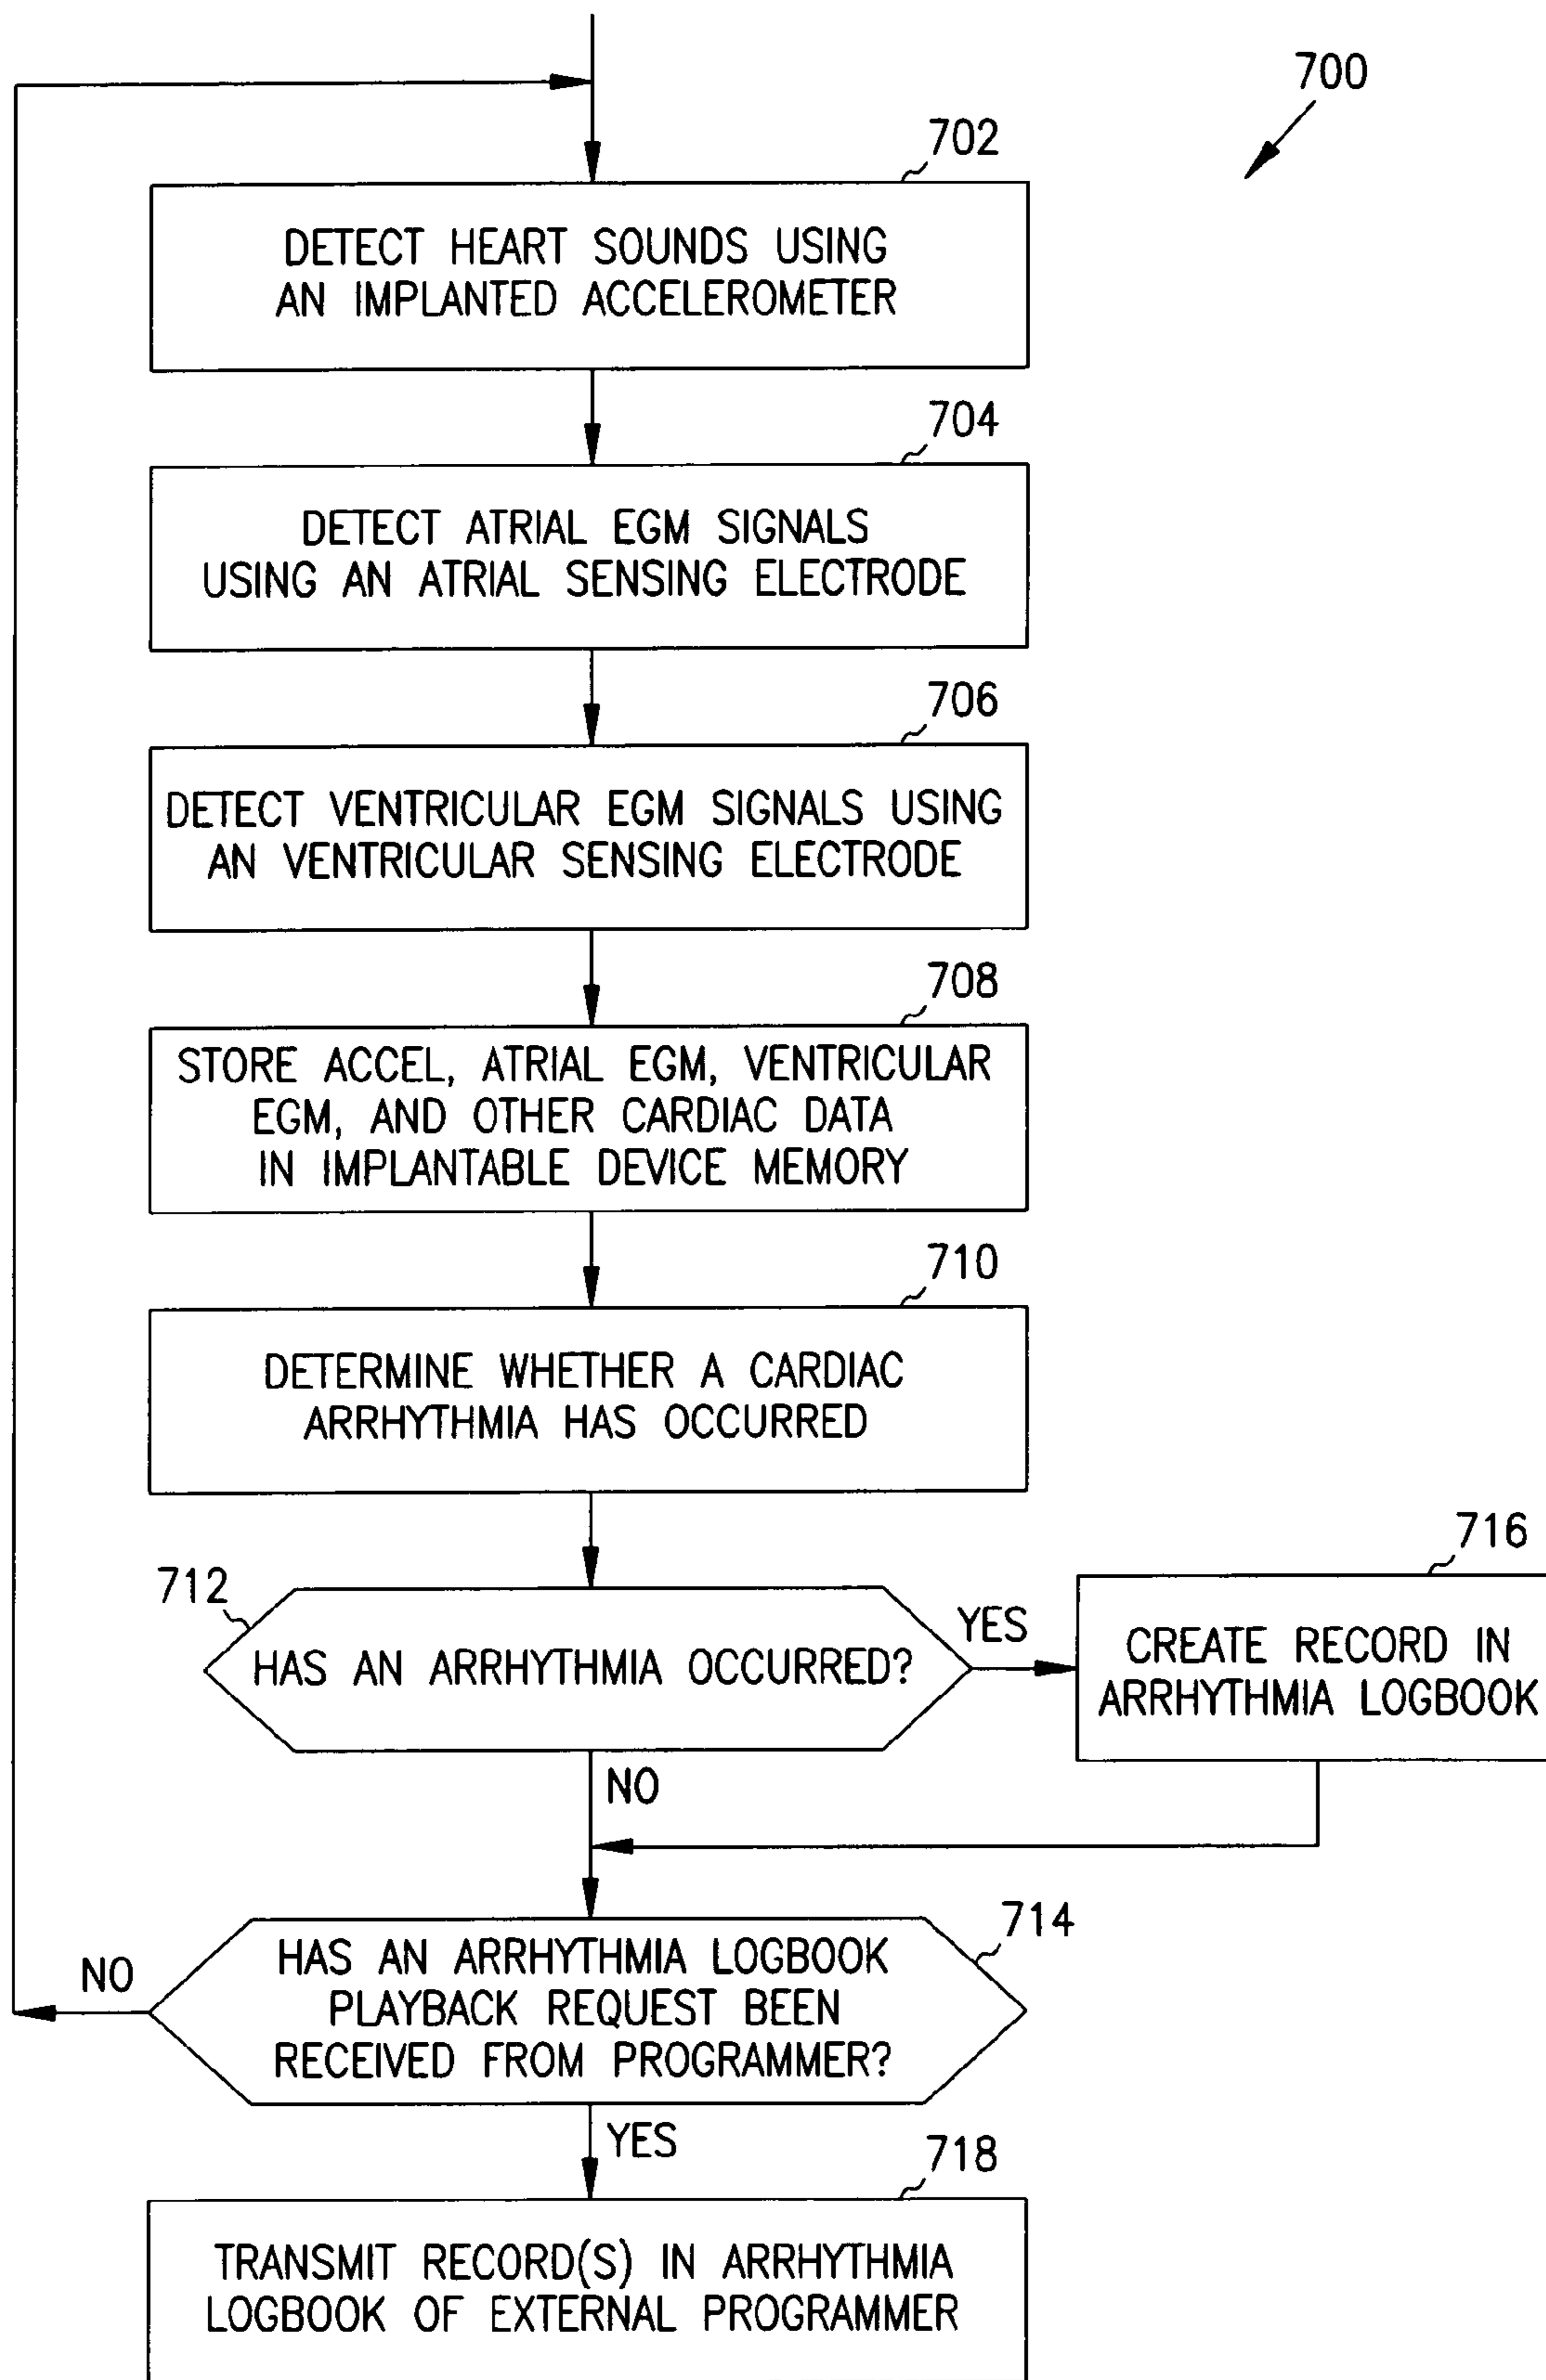 700
702
DETECT HEART SOUNDS USING
AN IMPLANTED ACCELEROMETER
704
DETECT ATRIAL EGM SIGNALS
USING AN ATRIAL SENSING ELECTRODE
706
DETECT VENTRICULAR EGM SIGNALS USING
AN VENTRICULAR SENSING ELECTRODE
708
STORE ACCEL, ATRIAL EGM, VENTRICULAR
EGM, AND OTHER CARDIAC DATA
IN IMPLANTABLE DEVICE MEMORY
710
DETERMINE WHETHER A CARDIAC
ARRHYTHMIA HAS OCCURRED
712
HAS AN ARRHYTHMIA OCCURRED?
YES
716
CREATE RECORD IN
ARRHYTHMIA LOGBOOK
NO
714
HAS AN ARRHYTHMIA LOGBOOK
PLAYBACK REQUEST BEEN
RECEIVED FROM PROGRAMMER?
NO
YES
718
TRANSMIT RECORD(S) IN ARRHYTHMIA
LOGBOOK OF EXTERNAL PROGRAMMER